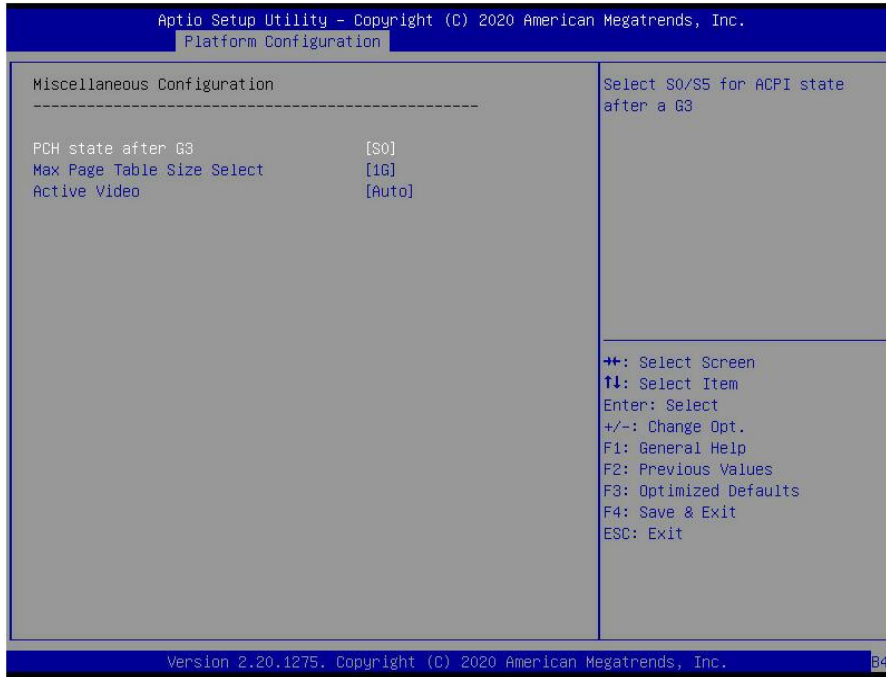 Aptio Setup Utility – Copyright (C) 2020 American Megatrends, Inc.
Platform Configuration
Miscellaneous Configuration
--------------------------------------------------
PCH state after G3 [S0]
Max Page Table Size Select [1G]
Active Video [Auto]
Select S0/S5 for ACPI state
after a G3
→←: Select Screen
↑↓: Select Item
Enter: Select
+/-: Change Opt.
F1: General Help
F2: Previous Values
F3: Optimized Defaults
F4: Save & Exit
ESC: Exit
Version 2.20.1275. Copyright (C) 2020 American Megatrends, Inc.
B4